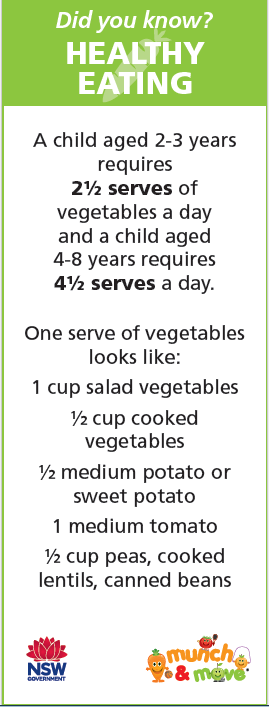 Did you know?
HEALTHY
EATING
A child aged 2-3 years
requires
2½ serves of
vegetables a day
and a child aged
4-8 years requires
4½ serves a day.
One serve of vegetables
looks like:
1 cup salad vegetables
½ cup cooked
vegetables
½ medium potato or
sweet potato
1 medium tomato
½ cup peas, cooked
lentils, canned beans
NSW
GOVERNMENT
munch
& move